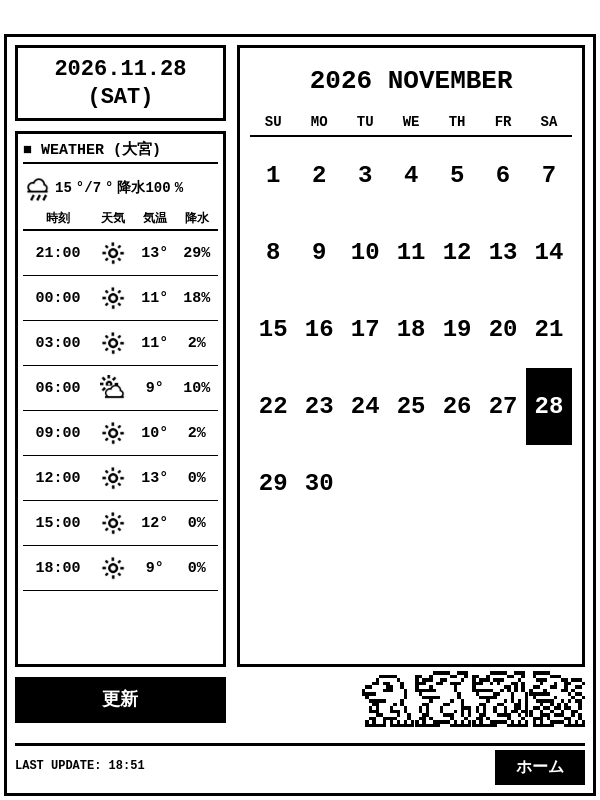 2026.11.28
(SAT)
■ WEATHER (大宮)
15°/7° 降水100%
時刻 天気 気温 降水
21:00 13° 29%
00:00 11° 18%
03:00 11° 2%
06:00 9° 10%
09:00 10° 2%
12:00 13° 0%
15:00 12° 0%
18:00 9° 0%
更新
2026 NOVEMBER
SU MO TU WE TH FR SA
1 2 3 4 5 6 7
8 9 10 11 12 13 14
15 16 17 18 19 20 21
22 23 24 25 26 27 28
29 30
LAST UPDATE: 18:51
ホーム